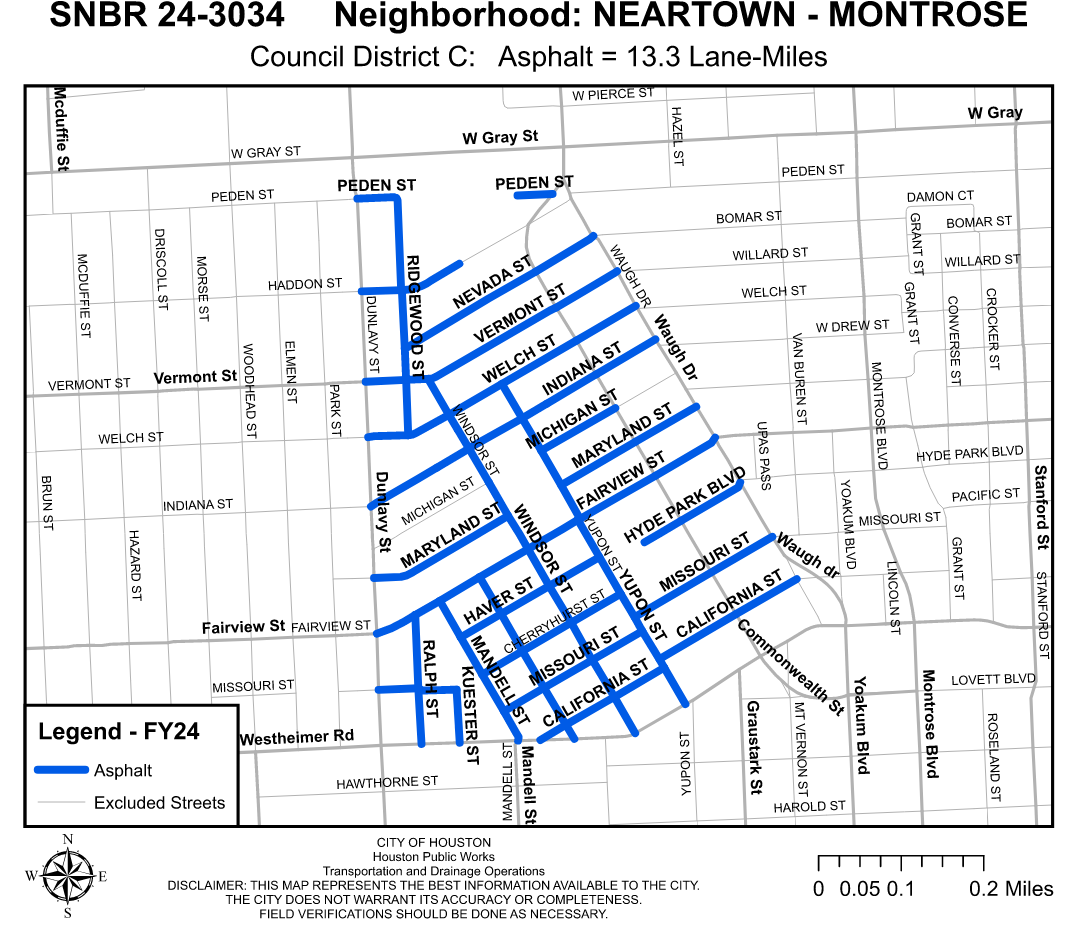 SNBR 24-3034 Neighborhood: NEARTOWN - MONTROSE
Council District C: Asphalt = 13.3 Lane-Miles
Mcduffie St
W PIERCE ST
HAZEL ST
W Gray
W Gray St
W GRAY ST
PEDEN ST
PEDEN ST
PEDEN ST
PEDEN ST
DAMON CT
BOMAR ST
BOMAR ST
GRANT ST
WILLARD ST
WILLARD ST
MCDUFFIE ST
DRISCOLL ST
MORSE ST
HADDON ST
RIDGEWOOD ST
NEVADA ST
WAUGH DR
WELCH ST
GRANT ST
CONVERSE ST
CROCKER ST
DUNLAVY ST
VERMONT ST
W DREW ST
Waugh Dr
VAN BUREN ST
WOODHEAD ST
ELMEN ST
WELCH ST
INDIANA ST
MONTROSE BLVD
VERMONT ST
Vermont St
PARK ST
WINDSOR ST
MICHIGAN ST
MARYLAND ST
UPAS PASS
WELCH ST
HYDE PARK BLVD
BRUN ST
INDIANA ST
Dunlavy St
MICHIGAN ST
FAIRVIEW ST
HYDE PARK BLVD
YOAKUM BLVD
PACIFIC ST
MISSOURI ST
Stanford St
HAZARD ST
MARYLAND ST
WINDSOR ST
YUPON ST
MISSOURI ST
Waugh dr
LINCOLN ST
GRANT ST
STANFORD ST
HAVER ST
CHERRYHURST ST
YUPON ST
CALIFORNIA ST
Fairview St
FAIRVIEW ST
RALPH ST
KUESTER ST
MANDELL ST
MISSOURI ST
CALIFORNIA ST
Commonwealth St
MISSOURI ST
LOVETT BLVD
Yoakum Blvd
Montrose Blvd
Graustark St
MT VERNON ST
ROSELAND ST
Westheimer Rd
MANDELL ST
Mandell St
YUPON ST
HAWTHORNE ST
HAROLD ST
Legend - FY24
Asphalt
Excluded Streets
N
W E
S
CITY OF HOUSTON
Houston Public Works
Transportation and Drainage Operations
DISCLAIMER: THIS MAP REPRESENTS THE BEST INFORMATION AVAILABLE TO THE CITY.
THE CITY DOES NOT WARRANT ITS ACCURACY OR COMPLETENESS.
FIELD VERIFICATIONS SHOULD BE DONE AS NECESSARY.
0 0.05 0.1 0.2 Miles